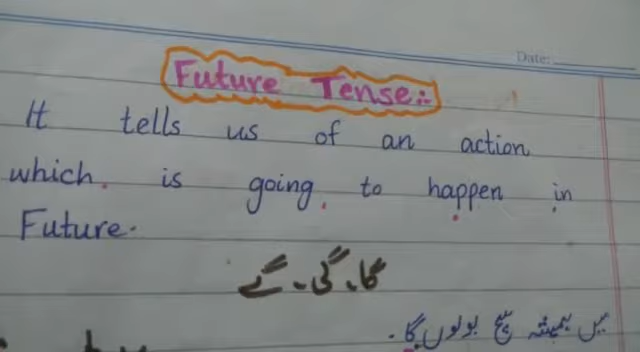 Date:
Future Tense:-
It tells us of an action
which is going to happen in
Future.
گا۔ گی۔ گے
میں ہمیشہ سچ بولوں گا۔